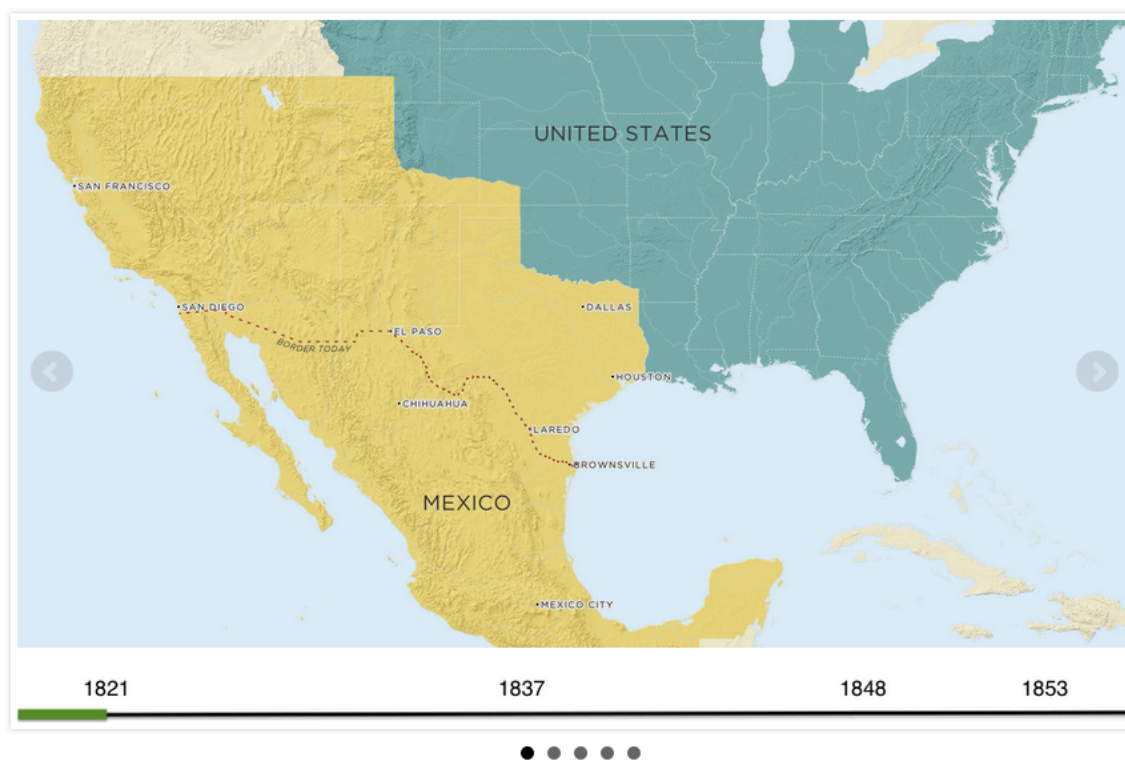 UNITED STATES
SAN FRANCISCO
SAN DIEGO
DALLAS
EL PASO
BORDER TODAY
HOUSTON
CHIHUAHUA
LAREDO
BROWNSVILLE
MEXICO
MEXICO CITY
1821 1837 1848 1853